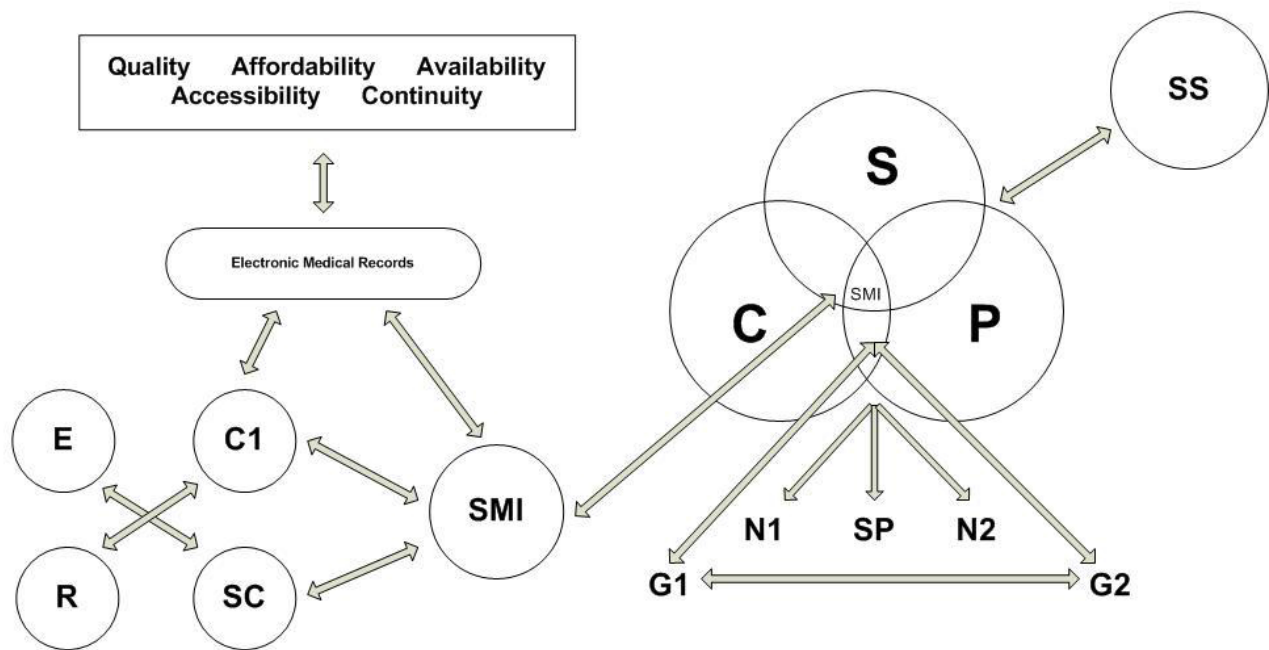 Quality Affordability Availability
Accessibility Continuity
SS
S
Electronic Medical Records
SMI
C
P
E
C1
SMI
N1
SP
N2
R
SC
G1
G2